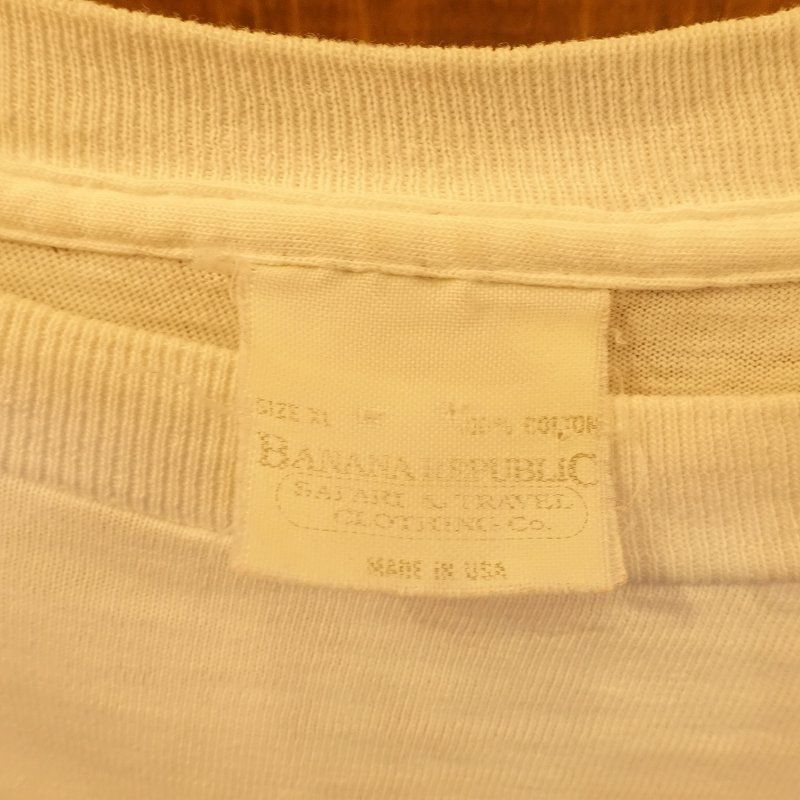 SIZE XL 100% COTTON
BANANA REPUBLIC
SAFARI & TRAVEL
CLOTHING Co.
MADE IN USA